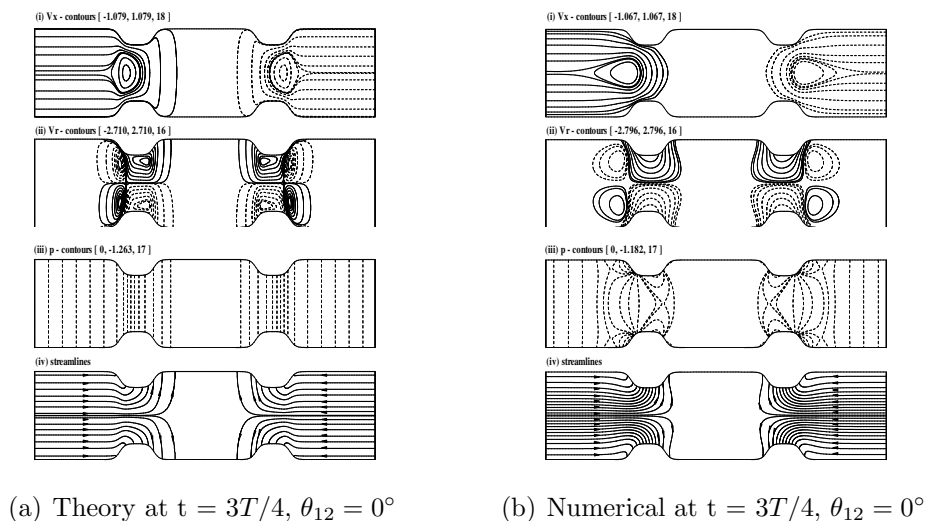 (i) Vx - contours [ -1.079, 1.079, 18 ]
(ii) Vr - contours [ -2.710, 2.710, 16 ]
(iii) p - contours [ 0, -1.263, 17 ]
(iv) streamlines
(a) Theory at t = 3T/4, θ12 = 0°
(i) Vx - contours [ -1.067, 1.067, 18 ]
(ii) Vr - contours [ -2.796, 2.796, 16 ]
(iii) p - contours [ 0, -1.182, 17 ]
(iv) streamlines
(b) Numerical at t = 3T/4, θ12 = 0°